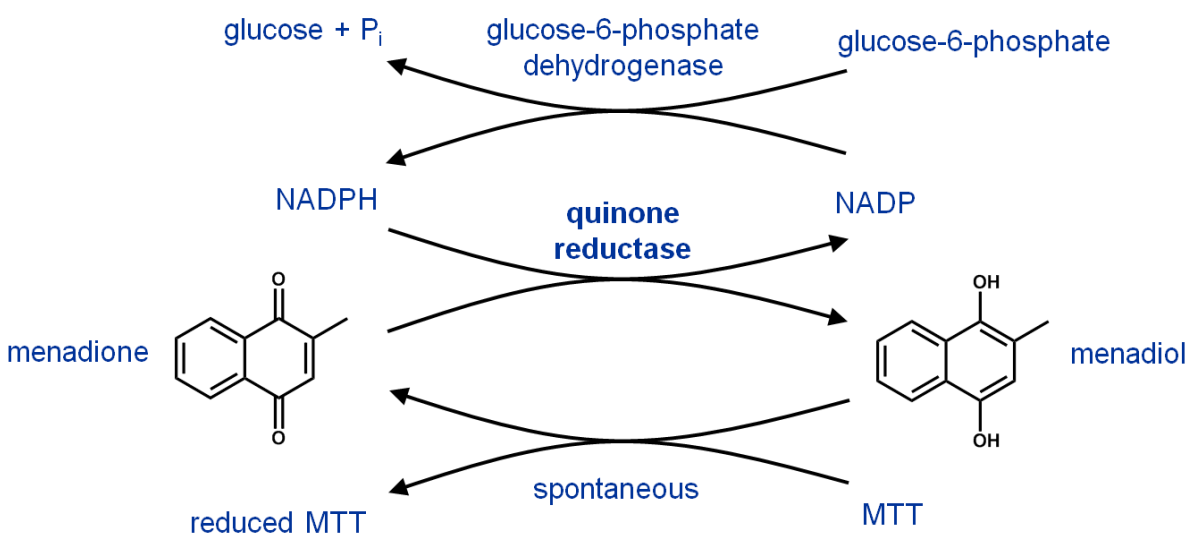 glucose + Pi
glucose-6-phosphate
dehydrogenase
glucose-6-phosphate
NADPH
quinone
reductase
NADP
O
OH
menadione
menadiol
O
OH
spontaneous
reduced MTT
MTT